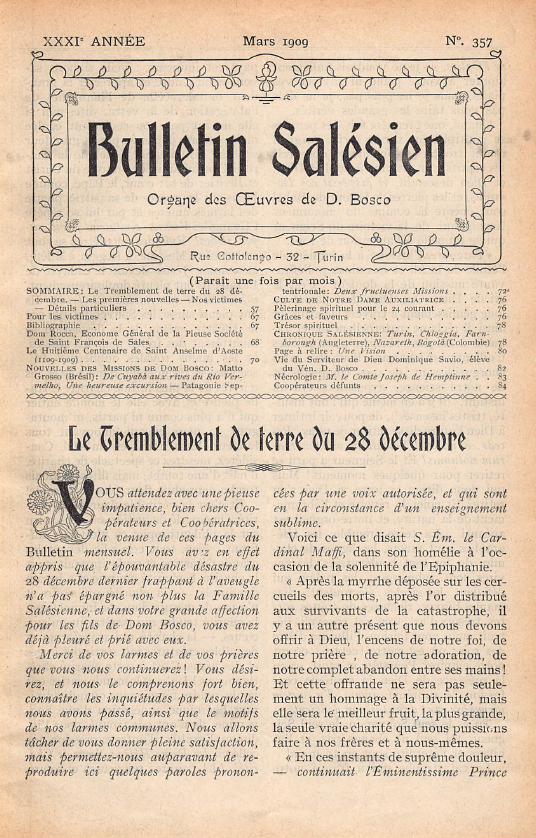 XXXIᵉ ANNÉE Mars 1909 Nº. 357
Bulletin Salésien
Organe des Œuvres de D. Bosco
Rue Cottolengo - 32 - Turin
(Paraît une fois par mois)
SOMMAIRE: Le Tremblement de terre du 28 dé-
cembre. — Les premières nouvelles — Nos victimes
— Détails particuliers . . . . 57
Pour les victimes . . . . 67
Bibliographie . . . . 67
Dom Rocca, Econome Général de la Pieuse Société
de Saint François de Sales . . . . 68
Le Huitième Centenaire de Saint Anselme d'Aoste
(1109-1909) . . . . 70
NOUVELLES DES MISSIONS DE DOM BOSCO: Matto
Grosso (Brésil): De Cuyabà aux rives du Rio Ver-
melho, Une heureuse excursion — Patagonie Sep-
tentrionale: Deux fructueuses Missions . . . . 72
CULTE DE NOTRE DAME AUXILIATRICE . . . . 76
Pèlerinage spirituel pour le 24 courant . . . . 76
Grâces et faveurs . . . . 76
Trésor spirituel . . . . 78
CHRONIQUE SALÉSIENNE: Turin, Chioggia, Farn-
borough (Angleterre), Nazareth, Bogotà (Colombie) 78
Page à relire: Une Vision . . . . 80
Vie du Serviteur de Dieu Dominique Savio, élève
du Vén. D. Bosco . . . . 82
Nécrologie: M. le Comte Joseph de Hemptinne . . 83
Coopérateurs défunts . . . . 84
Le Tremblement de terre du 28 décembre
VOUS attendez avec une pieuse
impatience, bien chers Coo-
pérateurs et Coopératrices,
la venue de ces pages du
Bulletin mensuel. Vous avez en effet
appris que l'épouvantable désastre du
28 décembre dernier frappant à l'aveugle
n'a pas épargné non plus la Famille
Salésienne, et dans votre grande affection
pour les fils de Dom Bosco, vous avez
déjà pleuré et prié avec eux.
Merci de vos larmes et de vos prières
que vous nous continuerez! Vous dési-
rez, et nous le comprenons fort bien,
connaître les inquiétudes par lesquelles
nous avons passé, ainsi que le motifs
de nos larmes communes. Nous allons
tâcher de vous donner pleine satisfaction,
mais permettez-nous auparavant de re-
produire ici quelques paroles pronon-
cées par une voix autorisée, et qui sont
en la circonstance d'un enseignement
sublime.
Voici ce que disait S. Ém. le Car-
dinal Maffi, dans son homélie à l'oc-
casion de la solennité de l'Epiphanie.
« Après la myrrhe déposée sur les cer-
cueils des morts, après l'or distribué
aux survivants de la catastrophe, il
y a un autre présent que nous devons
offrir à Dieu, l'encens de notre foi, de
notre prière , de notre adoration, de
notre complet abandon entre ses mains!
Et cette offrande ne sera pas seule-
ment un hommage à la Divinité, mais
elle sera le meilleur fruit, la plus grande,
la seule vraie charité que nous puissions
faire à nos frères et à nous-mêmes.
« En ces instants de suprême douleur,
— continuait l'Éminentissime Prince